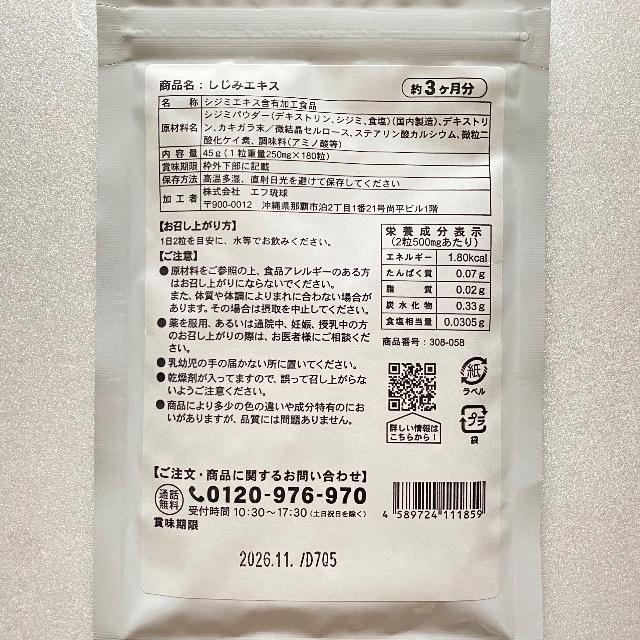 商品名：しじみエキス
約3ヶ月分
名　称 シジミエキス含有加工食品
原材料名 シジミパウダー(デキストリン、シジミ、食塩)(国内製造)、デキストリ
ン、カキガラ末／微結晶セルロース、ステアリン酸カルシウム、微粒二
酸化ケイ素、調味料(アミノ酸等)
内容量 45g(1粒重量250mg×180粒)
賞味期限 枠外下部に記載
保存方法 高温多湿、直射日光を避けて保存してください
加工者 株式会社　エフ琉球
〒900-0012　沖縄県那覇市泊2丁目1番21号尚平ビル1階
【お召し上がり方】
1日2粒を目安に、水等でお飲みください。
【ご注意】
●原材料をご参照の上、食品アレルギーのある方
はお召し上がりにならないでください。
また、体質や体調によりまれに合わない場合が
あります。その場合は摂取を中止してください。
●薬を服用、あるいは通院中、妊娠、授乳中の方
のお召し上がりの際は、お医者様にご相談くださ
い。
●乳幼児の手の届かない所に置いてください。
●乾燥剤が入ってますので、誤って召し上がらな
いようご注意ください。
●商品により多少の色の違いや成分特有のにお
いがありますが、品質には問題ありません。
栄養成分表示
(2粒500mgあたり)
エネルギー 1.80kcal
たんぱく質 0.07g
脂質 0.02g
炭水化物 0.33g
食塩相当量 0.0305g
商品番号：308-058
紙
ラベル
プラ
袋
詳しい情報は
こちらから！
【ご注文・商品に関するお問い合わせ】
通話
無料
0120-976-970
受付時間 10:30～17:30(土日祝日を除く)
4 589724 111859
賞味期限
2026.11. /D705